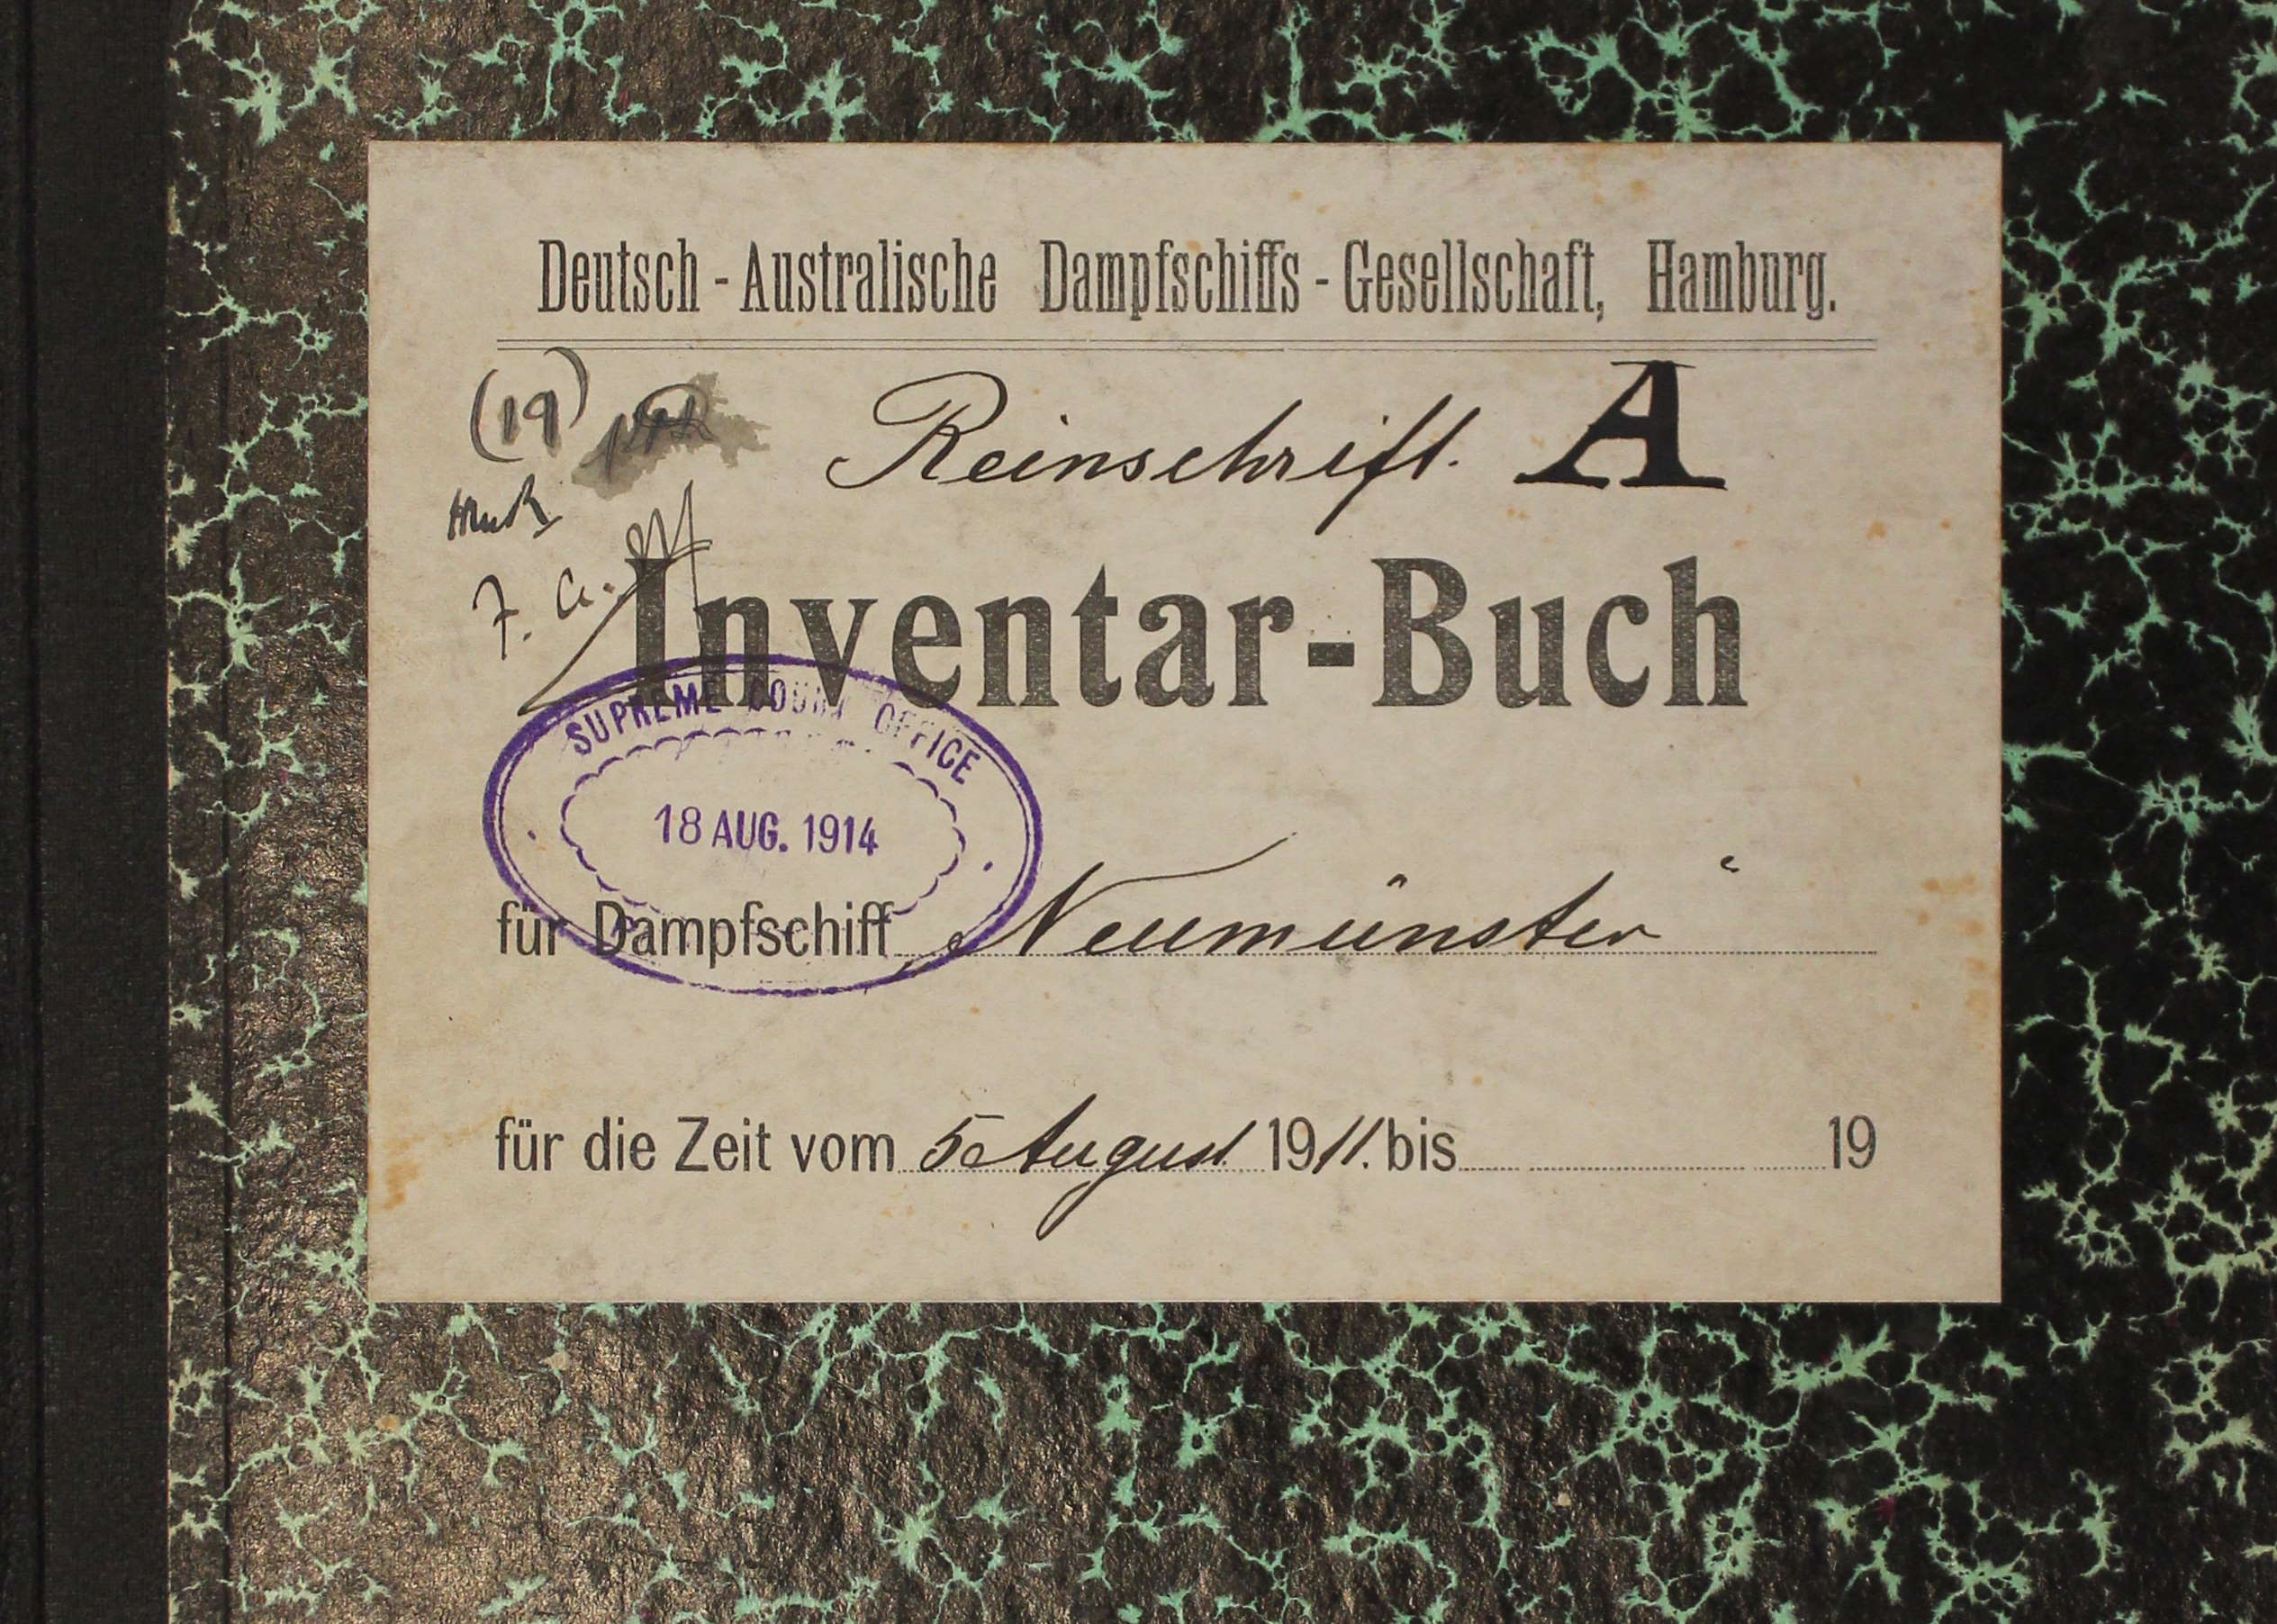 Deutsch - Australische Dampfschiffs - Gesellschaft, Hamburg.
(19)
Reinschrift. A
HMcR
F. C.
Inventar-Buch
SUPREME COURT OFFICE
18 AUG. 1914
für Dampfschiff „Neumünster“
für die Zeit vom 5 August 1911. bis 19